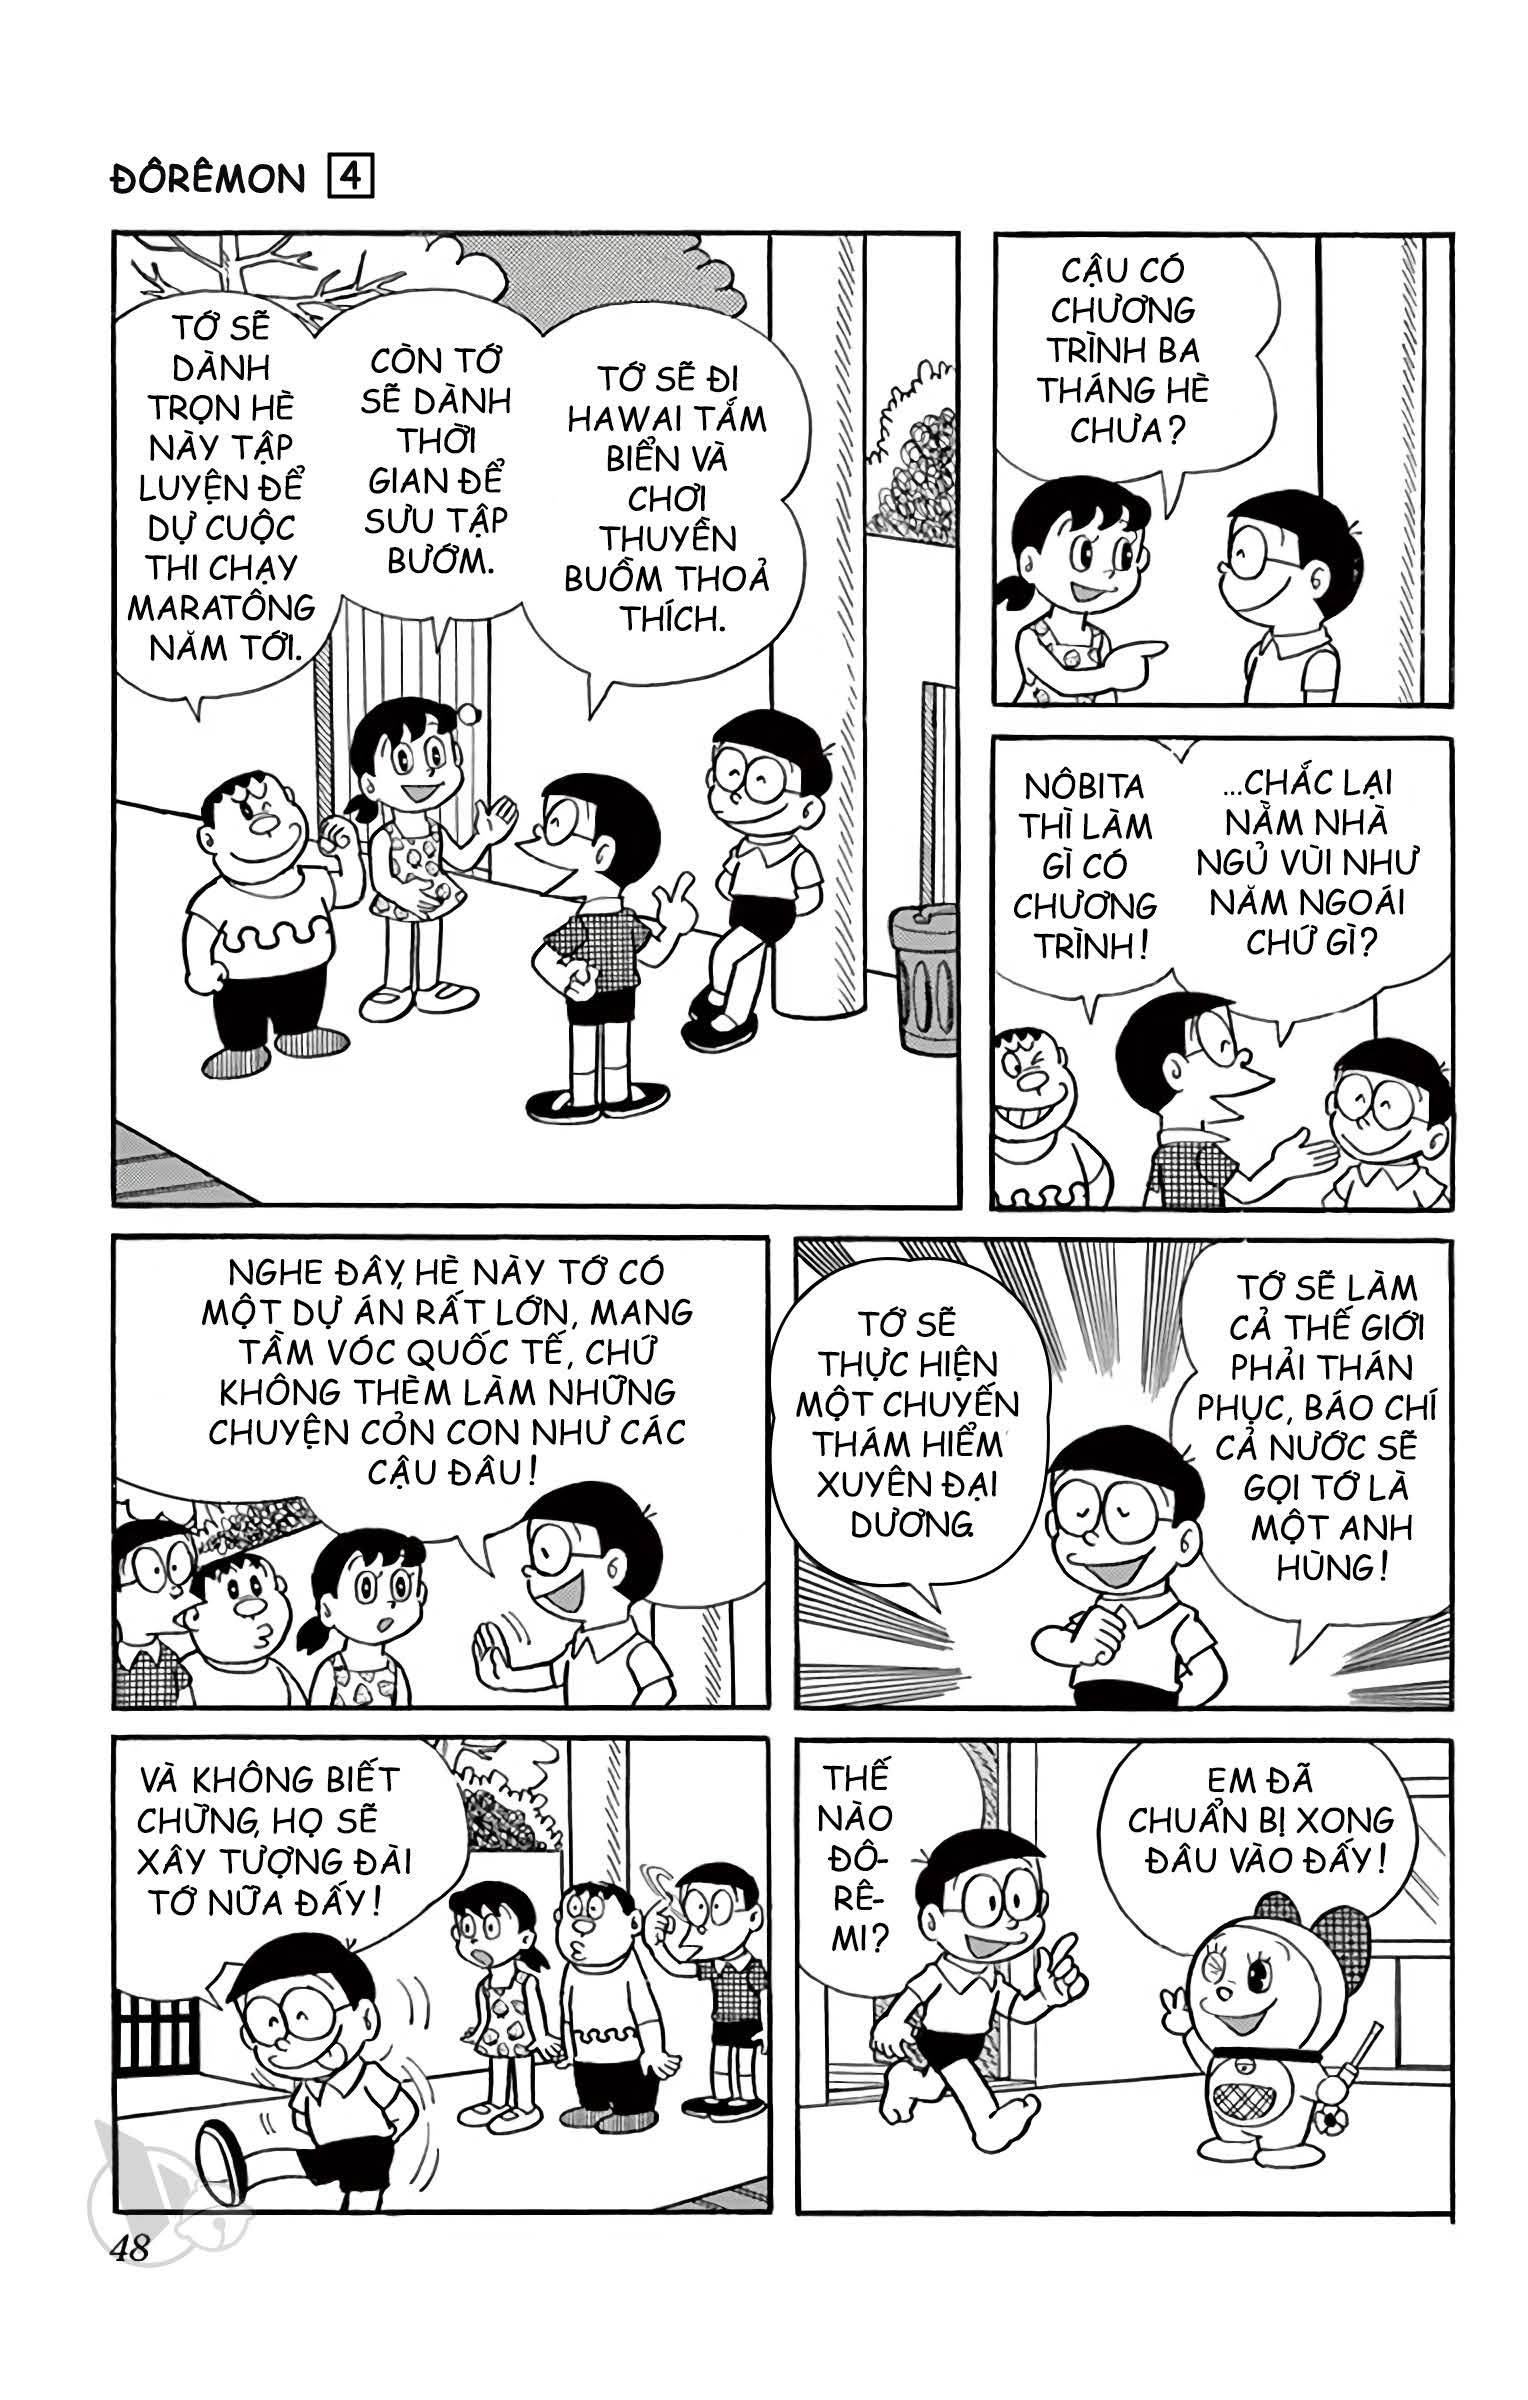 ĐÔRÊMON 4
TỚ SẼ
DÀNH
TRỌN HÈ
NÀY TẬP
LUYỆN ĐỂ
DỰ CUỘC
THI CHẠY
MARATÔNG
NĂM TỚI.
CÒN TỚ
SẼ DÀNH
THỜI
GIAN ĐỂ
SƯU TẬP
BƯỚM.
TỚ SẼ ĐI
HAWAI TẮM
BIỂN VÀ
CHƠI
THUYỀN
BUỒM THOẢ
THÍCH.
CẬU CÓ
CHƯƠNG
TRÌNH BA
THÁNG HÈ
CHƯA?
NÔBITA
THÌ LÀM
GÌ CÓ
CHƯƠNG
TRÌNH!
...CHẮC LẠI
NẰM NHÀ
NGỦ VÙI NHƯ
NĂM NGOÁI
CHỨ GÌ?
NGHE ĐÂY, HÈ NÀY TỚ CÓ
MỘT DỰ ÁN RẤT LỚN, MANG
TẦM VÓC QUỐC TẾ, CHỨ
KHÔNG THÈM LÀM NHỮNG
CHUYỆN CỎN CON NHƯ CÁC
CẬU ĐÂU!
TỚ SẼ
THỰC HIỆN
MỘT CHUYẾN
THÁM HIỂM
XUYÊN ĐẠI
DƯƠNG.
TỚ SẼ LÀM
CẢ THẾ GIỚI
PHẢI THÁN
PHỤC, BÁO CHÍ
CẢ NƯỚC SẼ
GỌI TỚ LÀ
MỘT ANH
HÙNG!
VÀ KHÔNG BIẾT
CHỪNG, HỌ SẼ
XÂY TƯỢNG ĐÀI
TỚ NỮA ĐẤY!
THẾ
NÀO
ĐÔ-
RÊ-
MI?
EM ĐÃ
CHUẨN BỊ XONG
ĐÂU VÀO ĐẤY!
48